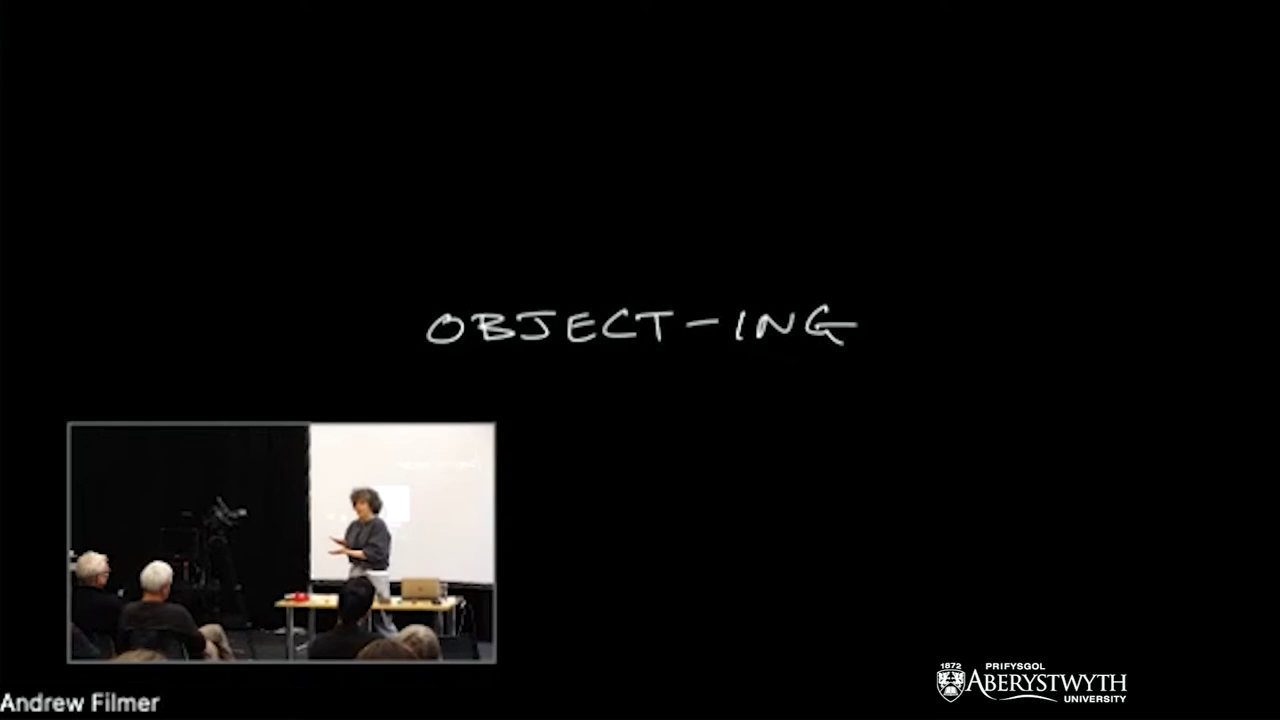 OBJECT-ING
Andrew Filmer
1872
PRIFYSGOL
ABERYSTWYTH
UNIVERSITY